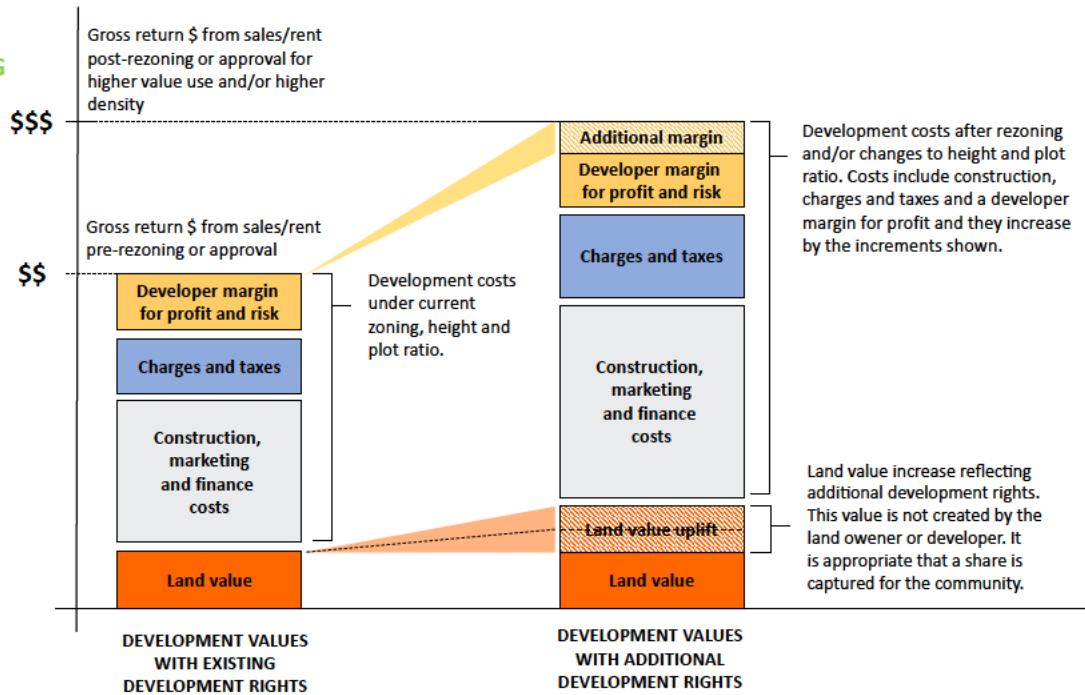 G
Gross return $ from sales/rent
post-rezoning or approval for
higher value use and/or higher
density
$$$
Additional margin
Developer margin
for profit and risk
Charges and taxes
Construction,
marketing
and finance
costs
Land value uplift
Land value
Development costs after rezoning
and/or changes to height and plot
ratio. Costs include construction,
charges and taxes and a developer
margin for profit and they increase
by the increments shown.
Gross return $ from sales/rent
pre-rezoning or approval
$$
Developer margin
for profit and risk
Charges and taxes
Construction,
marketing
and finance
costs
Land value
Development costs
under current
zoning, height and
plot ratio.
Land value increase reflecting
additional development rights.
This value is not created by the
land owener or developer. It
is appropriate that a share is
captured for the community.
DEVELOPMENT VALUES
WITH EXISTING
DEVELOPMENT RIGHTS
DEVELOPMENT VALUES
WITH ADDITIONAL
DEVELOPMENT RIGHTS